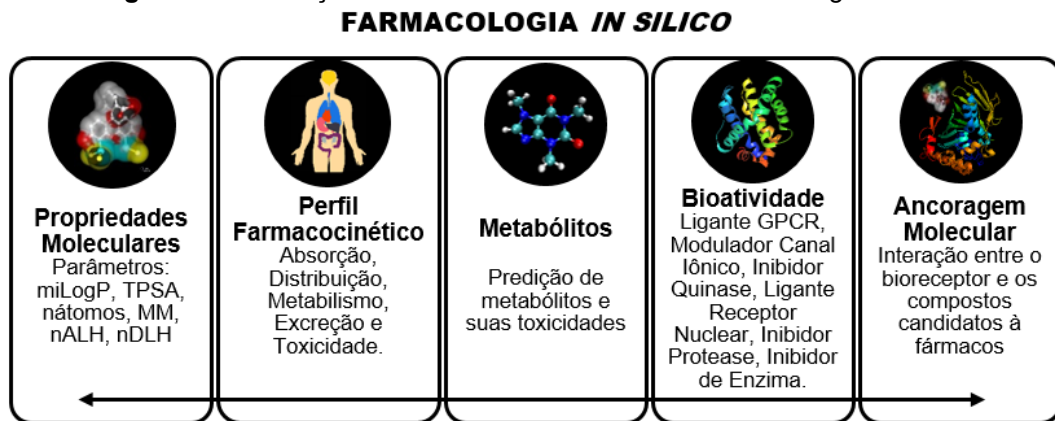 FARMACOLOGIA IN SILICO
Propriedades
Moleculares
Parâmetros:
miLogP, TPSA,
nátomos, MM,
nALH, nDLH
Perfil
Farmacocinético
Absorção,
Distribuição,
Metabilismo,
Excreção e
Toxicidade.
Metabólitos
Predição de
metabólitos e
suas toxicidades
Bioatividade
Ligante GPCR,
Modulador Canal
Iônico, Inibidor
Quinase, Ligante
Receptor
Nuclear, Inibidor
Protease, Inibidor
de Enzima.
Ancoragem
Molecular
Interação entre o
bioreceptor e os
compostos
candidatos à
fármacos